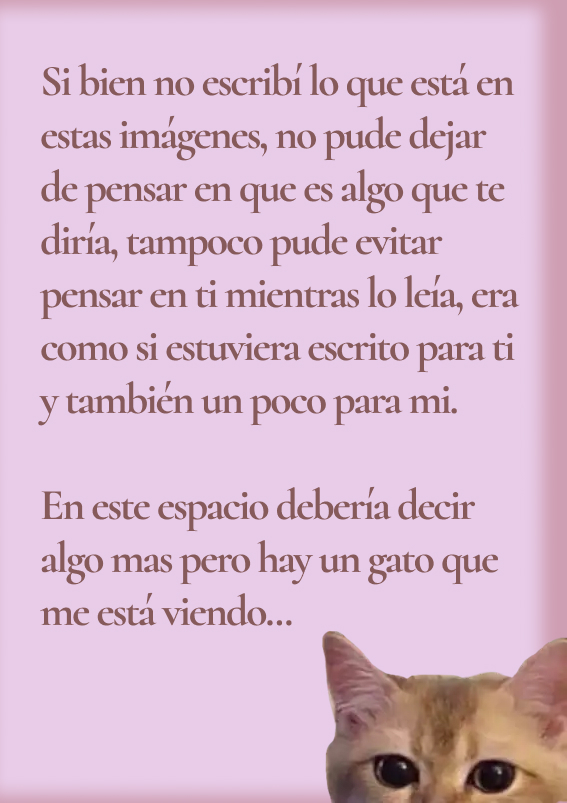 Si bien no escribí lo que está en
estas imágenes, no pude dejar
de pensar en que es algo que te
diría, tampoco pude evitar
pensar en ti mientras lo leía, era
como si estuviera escrito para ti
y también un poco para mi.
En este espacio debería decir
algo mas pero hay un gato que
me está viendo...